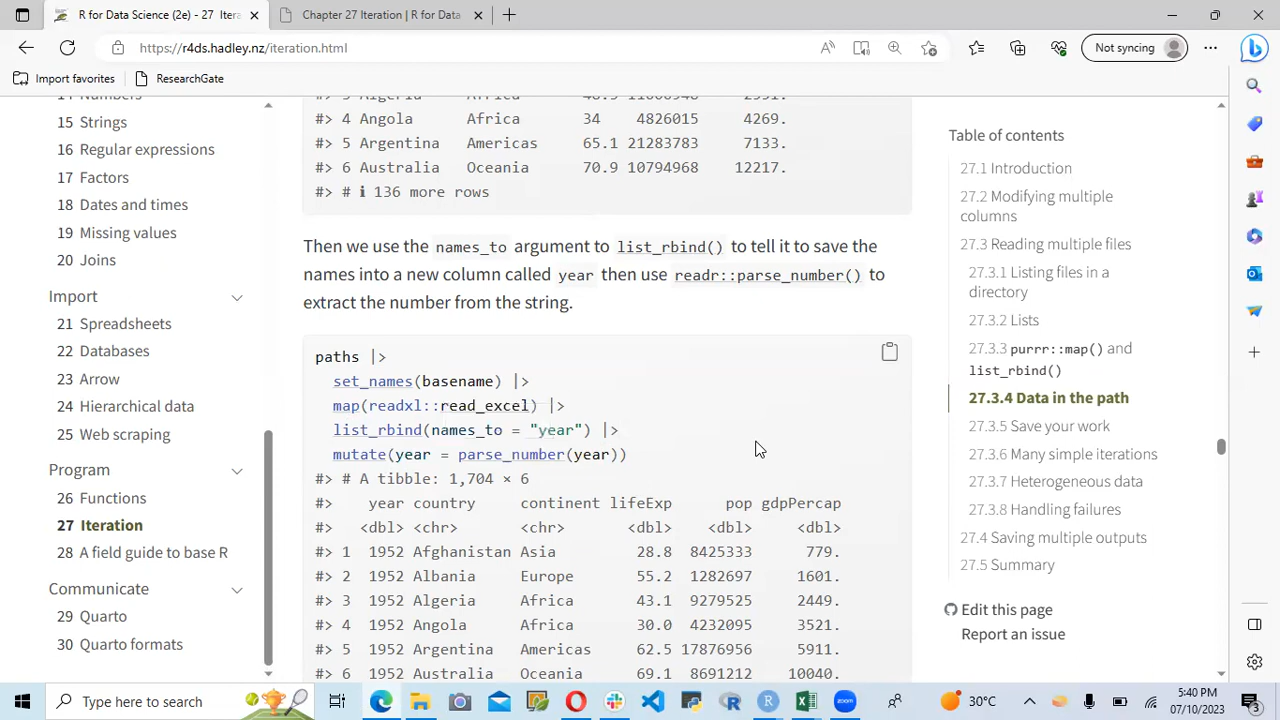 R for Data Science (2e) - 27 Itera
Chapter 27 Iteration | R for Data
https://r4ds.hadley.nz/iteration.html
Not syncing
Import favorites
ResearchGate
15 Strings
16 Regular expressions
17 Factors
18 Dates and times
19 Missing values
20 Joins
Import
21 Spreadsheets
22 Databases
23 Arrow
24 Hierarchical data
25 Web scraping
Program
26 Functions
27 Iteration
28 A field guide to base R
Communicate
29 Quarto
30 Quarto formats
#> 4 Angola Africa 34 4826015 4269.
#> 5 Argentina Americas 65.1 21283783 7133.
#> 6 Australia Oceania 70.9 10794968 12217.
#> # ℹ 136 more rows
Then we use the names_to argument to list_rbind() to tell it to save the
names into a new column called year then use readr::parse_number() to
extract the number from the string.
paths |>
set_names(basename) |>
map(readxl::read_excel) |>
list_rbind(names_to = "year") |>
mutate(year = parse_number(year))
#> # A tibble: 1,704 × 6
#> year country continent lifeExp pop gdpPercap
#> <dbl> <chr> <chr> <dbl> <dbl> <dbl>
#> 1 1952 Afghanistan Asia 28.8 8425333 779.
#> 2 1952 Albania Europe 55.2 1282697 1601.
#> 3 1952 Algeria Africa 43.1 9279525 2449.
#> 4 1952 Angola Africa 30.0 4232095 3521.
#> 5 1952 Argentina Americas 62.5 17876956 5911.
#> 6 1952 Australia Oceania 69.1 8691212 10040.
Table of contents
27.1 Introduction
27.2 Modifying multiple
columns
27.3 Reading multiple files
27.3.1 Listing files in a
directory
27.3.2 Lists
27.3.3 purrr::map() and
list_rbind()
27.3.4 Data in the path
27.3.5 Save your work
27.3.6 Many simple iterations
27.3.7 Heterogeneous data
27.3.8 Handling failures
27.4 Saving multiple outputs
27.5 Summary
Edit this page
Report an issue
Type here to search
30°C
5:40 PM
07/10/2023